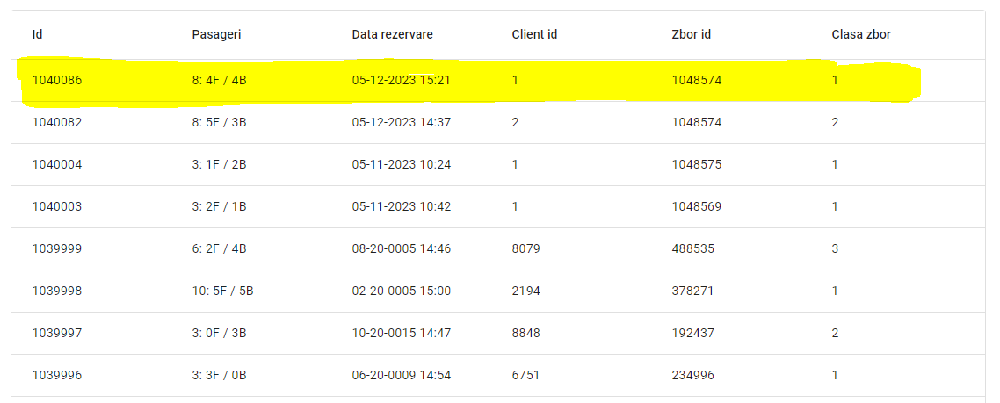 Id Pasageri Data rezervare Client id Zbor id Clasa zbor
1040086 8: 4F / 4B 05-12-2023 15:21 1 1048574 1
1040082 8: 5F / 3B 05-12-2023 14:37 2 1048574 2
1040004 3: 1F / 2B 05-11-2023 10:24 1 1048575 1
1040003 3: 2F / 1B 05-11-2023 10:42 1 1048569 1
1039999 6: 2F / 4B 08-20-0005 14:46 8079 488535 3
1039998 10: 5F / 5B 02-20-0005 15:00 2194 378271 1
1039997 3: 0F / 3B 10-20-0015 14:47 8848 192437 2
1039996 3: 3F / 0B 06-20-0009 14:54 6751 234996 1